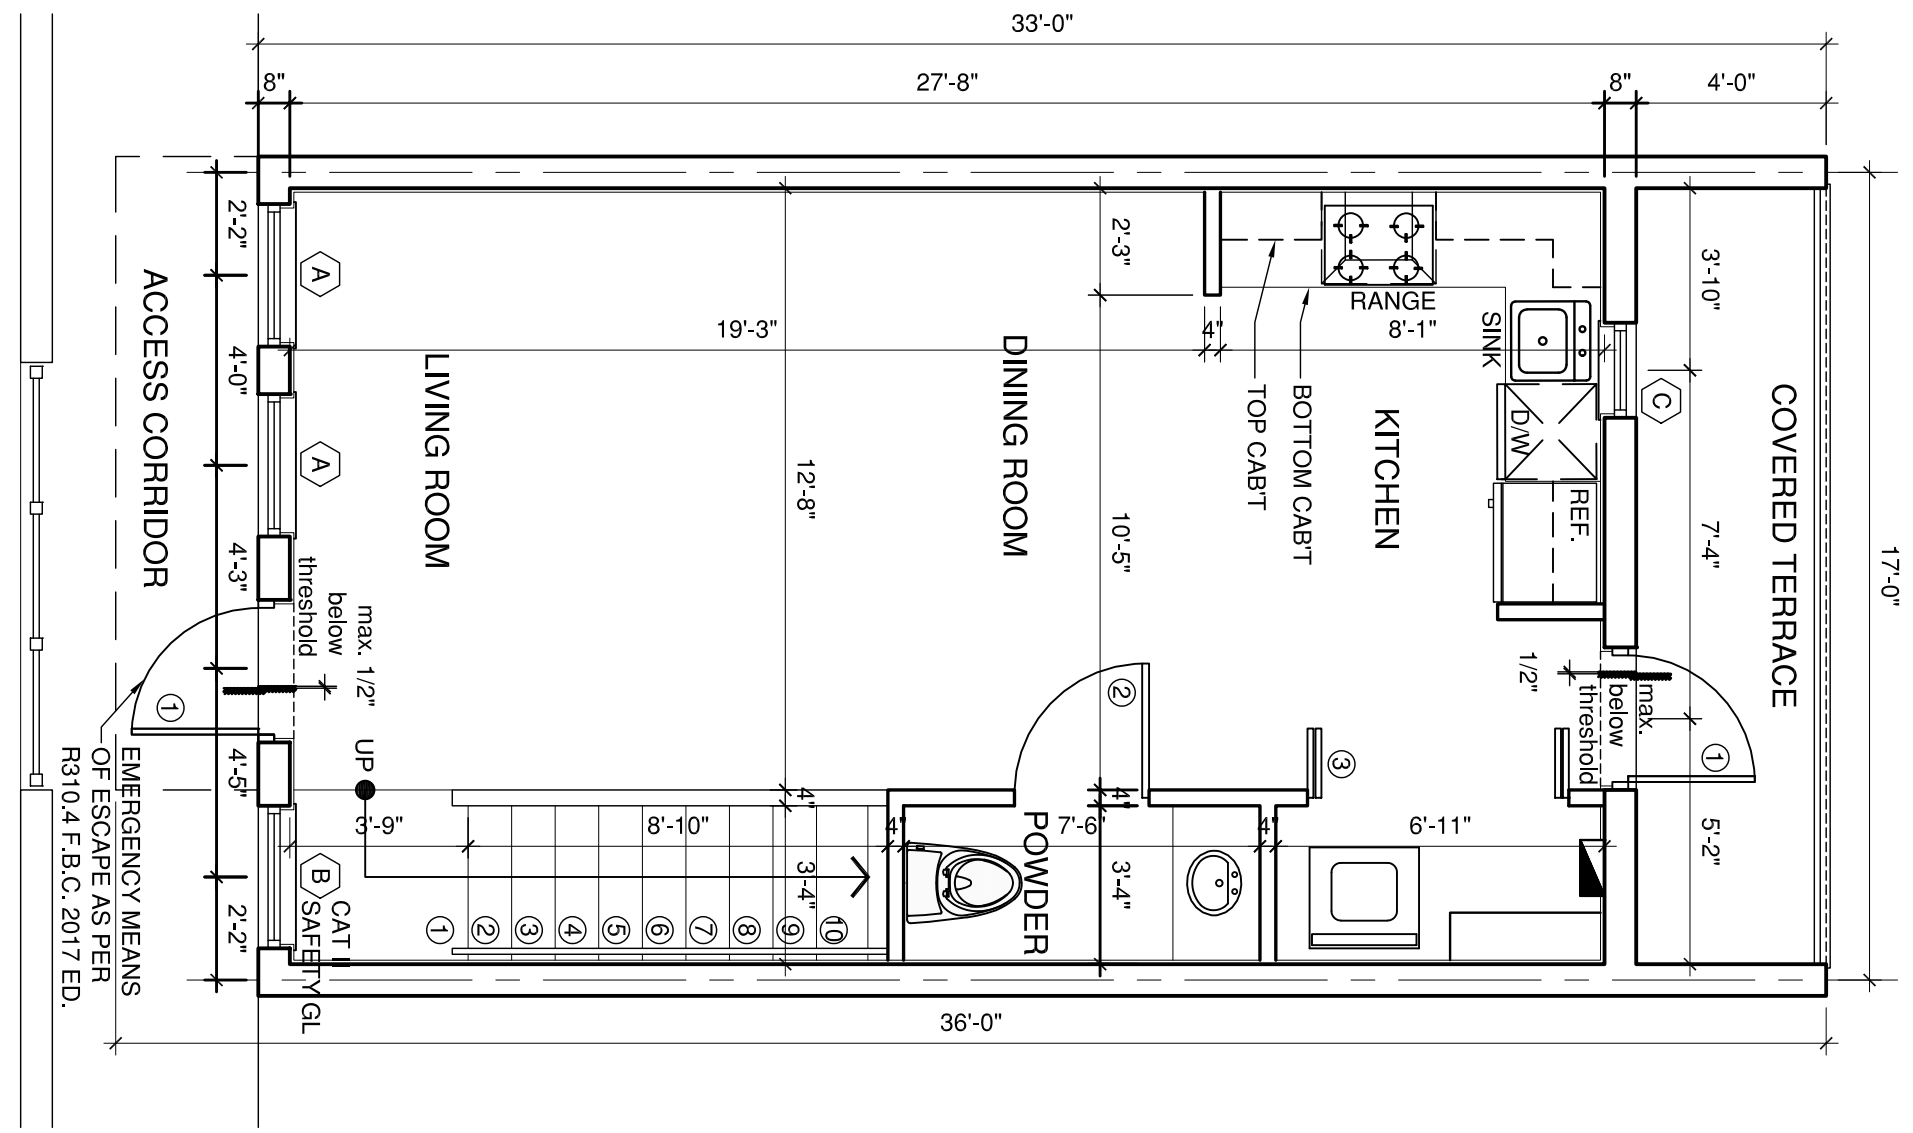 33'-0"
8"
27'-8"
8"
4'-0"
17'-0"
2'-2"
4'-0"
4'-3"
4'-5"
2'-2"
ACCESS CORRIDOR
A
A
B
C
LIVING ROOM
DINING ROOM
KITCHEN
COVERED TERRACE
19'-3"
4"
8'-1"
12'-8"
2'-3"
10'-5"
3'-10"
7'-4"
5'-2"
RANGE
SINK
D/W
REF.
TOP CAB'T
BOTTOM CAB'T
max. 1/2"
below
threshold
1/2"
max.
below
threshold
1
1
2
3
UP
3'-9"
8'-10"
4"
7'-6"
4"
6'-11"
4"
3'-4"
4"
3'-4"
POWDER
1
2
3
4
5
6
7
8
9
10
CAT II
SAFETY GL
EMERGENCY MEANS
OF ESCAPE AS PER
R310.4 F.B.C. 2017 ED.
36'-0"